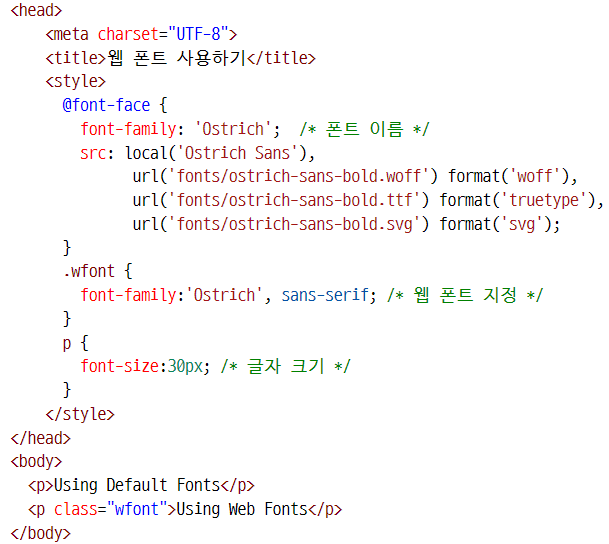 <head>
<meta charset="UTF-8">
<title>웹 폰트 사용하기</title>
<style>
@font-face {
font-family: 'Ostrich'; /* 폰트 이름 */
src: local('Ostrich Sans'),
url('fonts/ostrich-sans-bold.woff') format('woff'),
url('fonts/ostrich-sans-bold.ttf') format('truetype'),
url('fonts/ostrich-sans-bold.svg') format('svg');
}
.wfont {
font-family:'Ostrich', sans-serif; /* 웹 폰트 지정 */
}
p {
font-size:30px; /* 글자 크기 */
}
</style>
</head>
<body>
<p>Using Default Fonts</p>
<p class="wfont">Using Web Fonts</p>
</body>